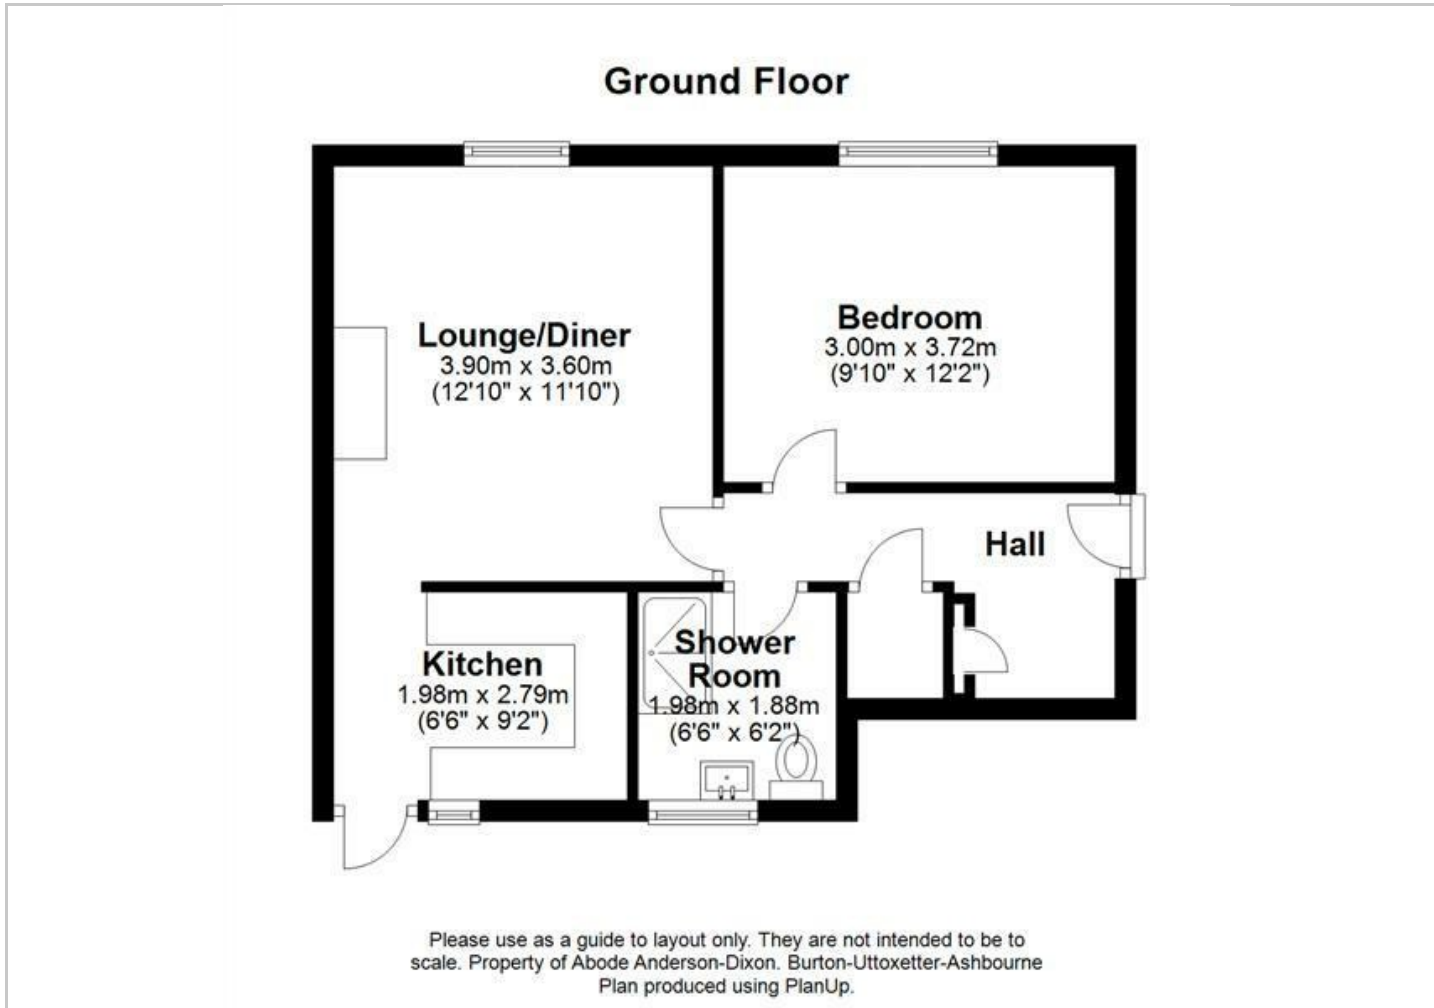 Ground Floor
Lounge/Diner
3.90m x 3.60m
(12'10" x 11'10")
Bedroom
3.00m x 3.72m
(9'10" x 12'2")
Hall
Kitchen
1.98m x 2.79m
(6'6" x 9'2")
Shower
Room
1.98m x 1.88m
(6'6" x 6'2")
Please use as a guide to layout only. They are not intended to be to
scale. Property of Abode Anderson-Dixon. Burton-Uttoxetter-Ashbourne
Plan produced using PlanUp.